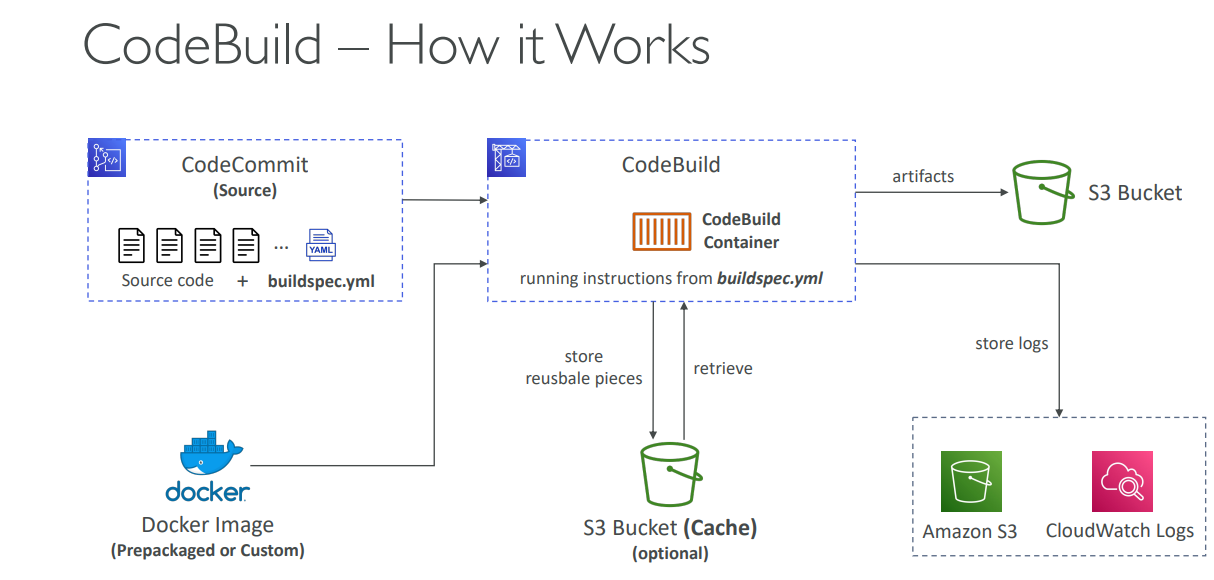 CodeBuild – How it Works
CodeCommit
(Source)
...
YAML
Source code + buildspec.yml
CodeBuild
CodeBuild
Container
running instructions from buildspec.yml
artifacts
S3 Bucket
store
reusbale pieces
retrieve
store logs
docker
Docker Image
(Prepackaged or Custom)
S3 Bucket (Cache)
(optional)
Amazon S3
CloudWatch Logs